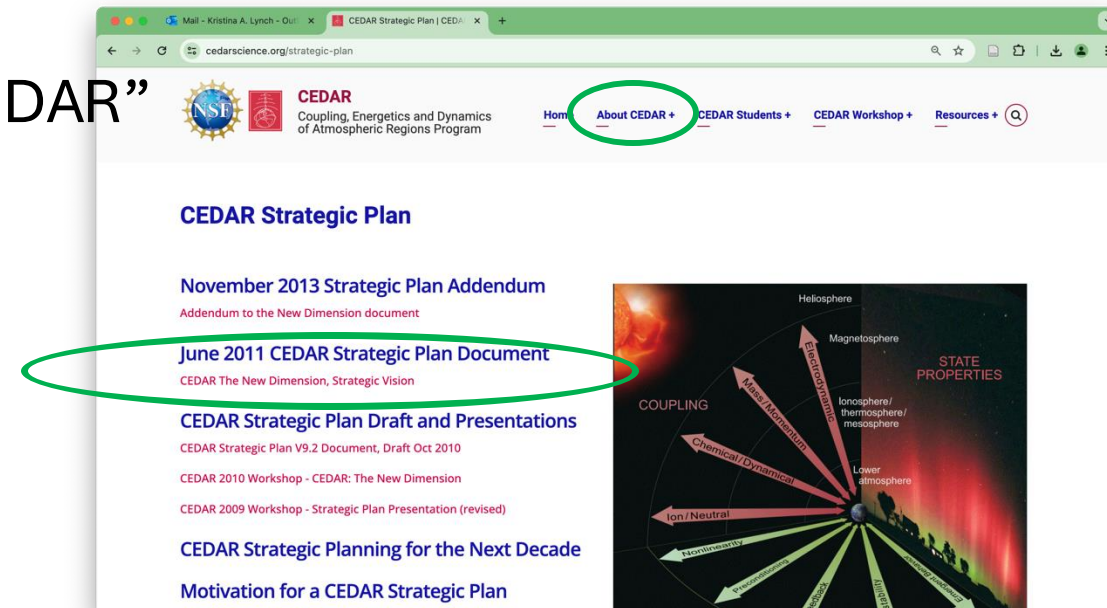 DAR”
Mail - Kristina A. Lynch - Out
CEDAR Strategic Plan | CEDA
cedarscience.org/strategic-plan
NSF
CEDAR
Coupling, Energetics and Dynamics
of Atmospheric Regions Program
Hom
About CEDAR +
CEDAR Students +
CEDAR Workshop +
Resources +
CEDAR Strategic Plan
November 2013 Strategic Plan Addendum
Addendum to the New Dimension document
June 2011 CEDAR Strategic Plan Document
CEDAR The New Dimension, Strategic Vision
CEDAR Strategic Plan Draft and Presentations
CEDAR Strategic Plan V9.2 Document, Draft Oct 2010
CEDAR 2010 Workshop - CEDAR: The New Dimension
CEDAR 2009 Workshop - Strategic Plan Presentation (revised)
CEDAR Strategic Planning for the Next Decade
Motivation for a CEDAR Strategic Plan
Heliosphere
Magnetosphere
STATE
PROPERTIES
Ionosphere/
thermosphere/
mesosphere
Lower
atmosphere
COUPLING
Electrodynamic
Mass/Momentum
Chemical/Dynamical
Ion/Neutral
Nonlinearity
Preconditioning
edback
stability
Emergent Behavior